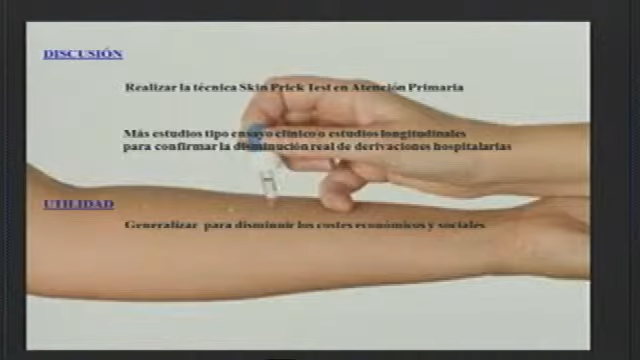 DISCUSIÓN
Realizar la técnica Skin Prick Test en Atención Primaria
Más estudios tipo ensayo clínico o estudios longitudinales
para confirmar la disminución real de derivaciones hospitalarias
UTILIDAD
Generalizar para disminuir los costes económicos y sociales